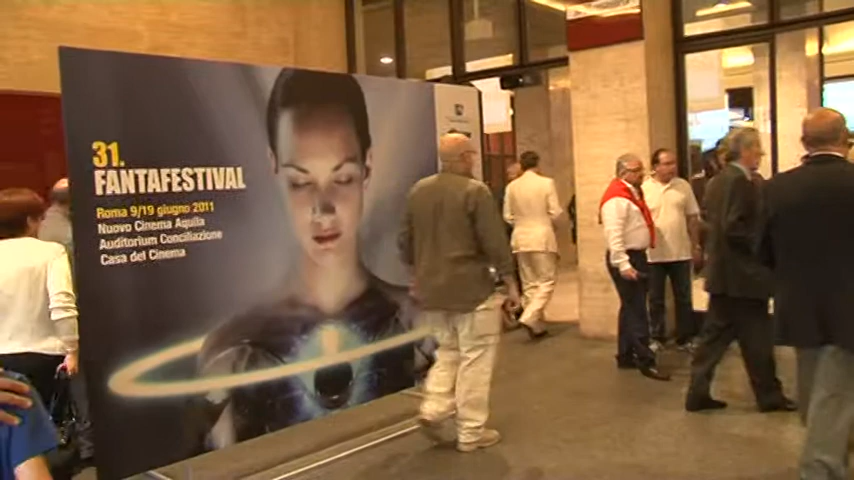 31.
FANTAFESTIVAL
Roma 9/19 giugno 2011
Nuovo Cinema Aquila
Auditorium Conciliazione
Casa del Cinema